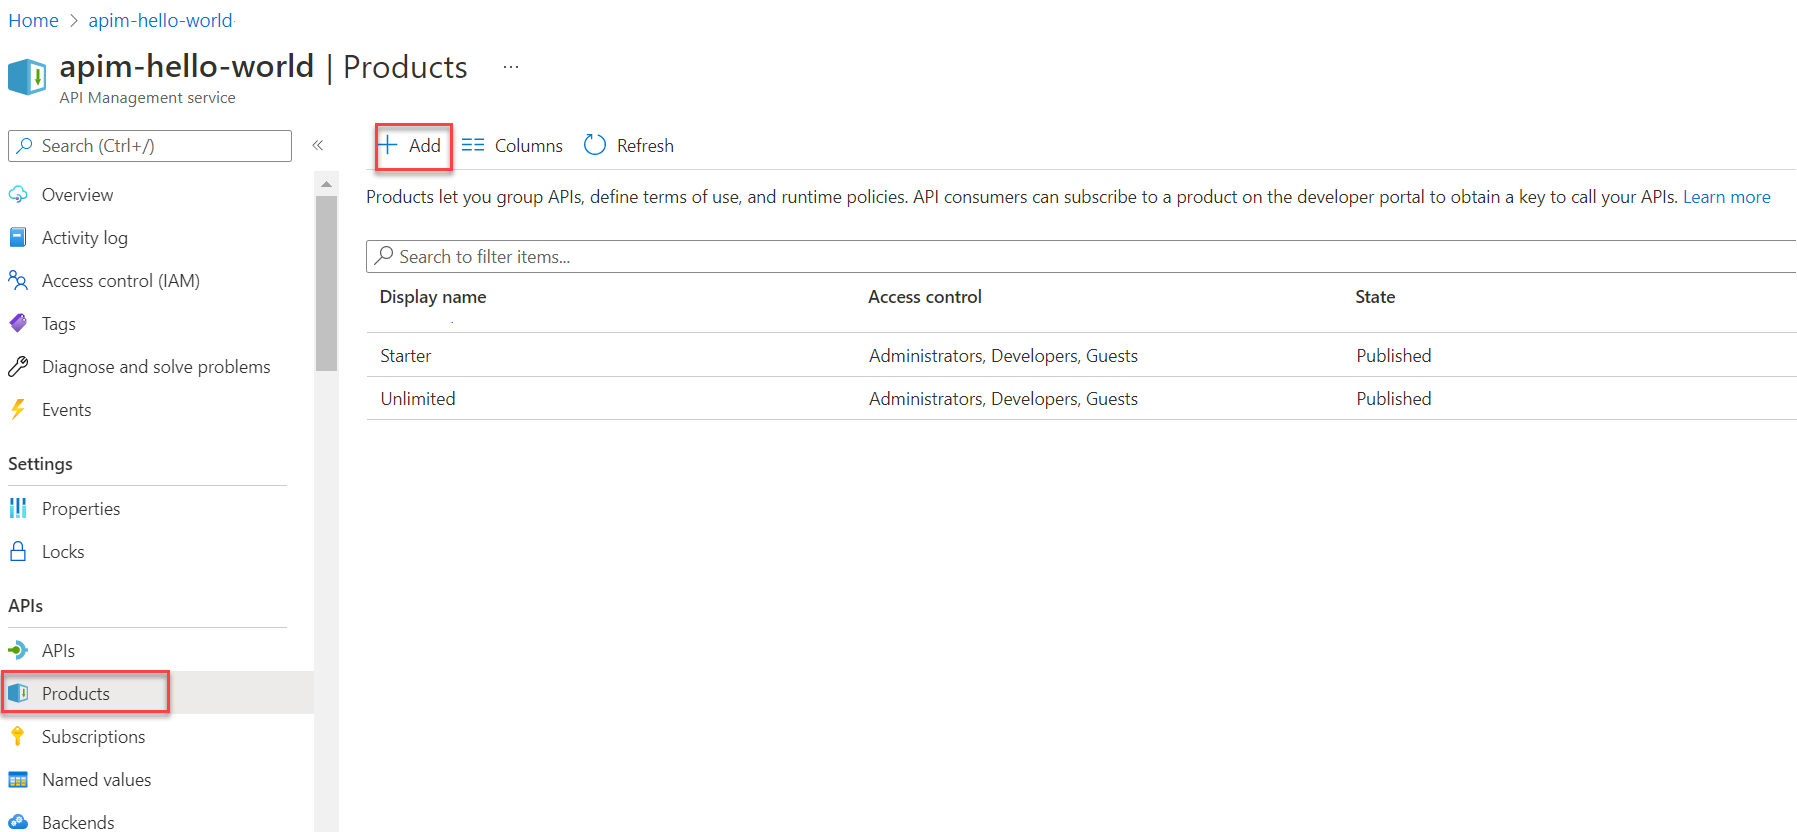 Home > apim-hello-world
apim-hello-world | Products ...
API Management service
Search (Ctrl+/) «
Add Columns Refresh
Products let you group APIs, define terms of use, and runtime policies. API consumers can subscribe to a product on the developer portal to obtain a key to call your APIs. Learn more
Search to filter items...
Display name Access control State
Starter Administrators, Developers, Guests Published
Unlimited Administrators, Developers, Guests Published
Overview
Activity log
Access control (IAM)
Tags
Diagnose and solve problems
Events
Settings
Properties
Locks
APIs
APIs
Products
Subscriptions
Named values
Backends